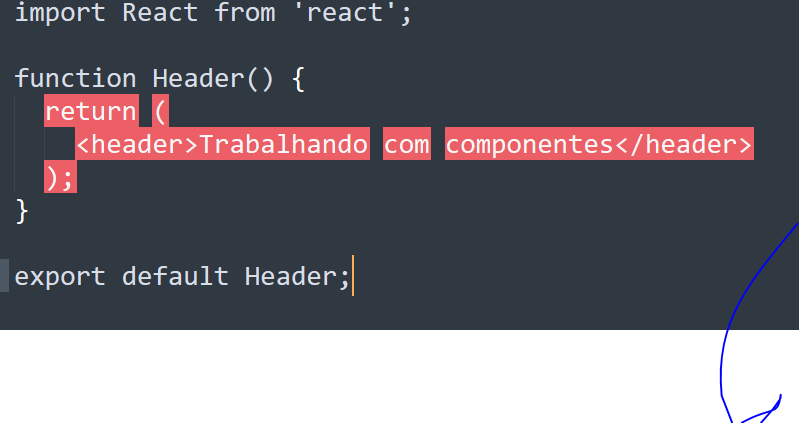 import React from 'react';
function Header() {
return (
<header>Trabalhando com componentes</header>
);
}
export default Header;